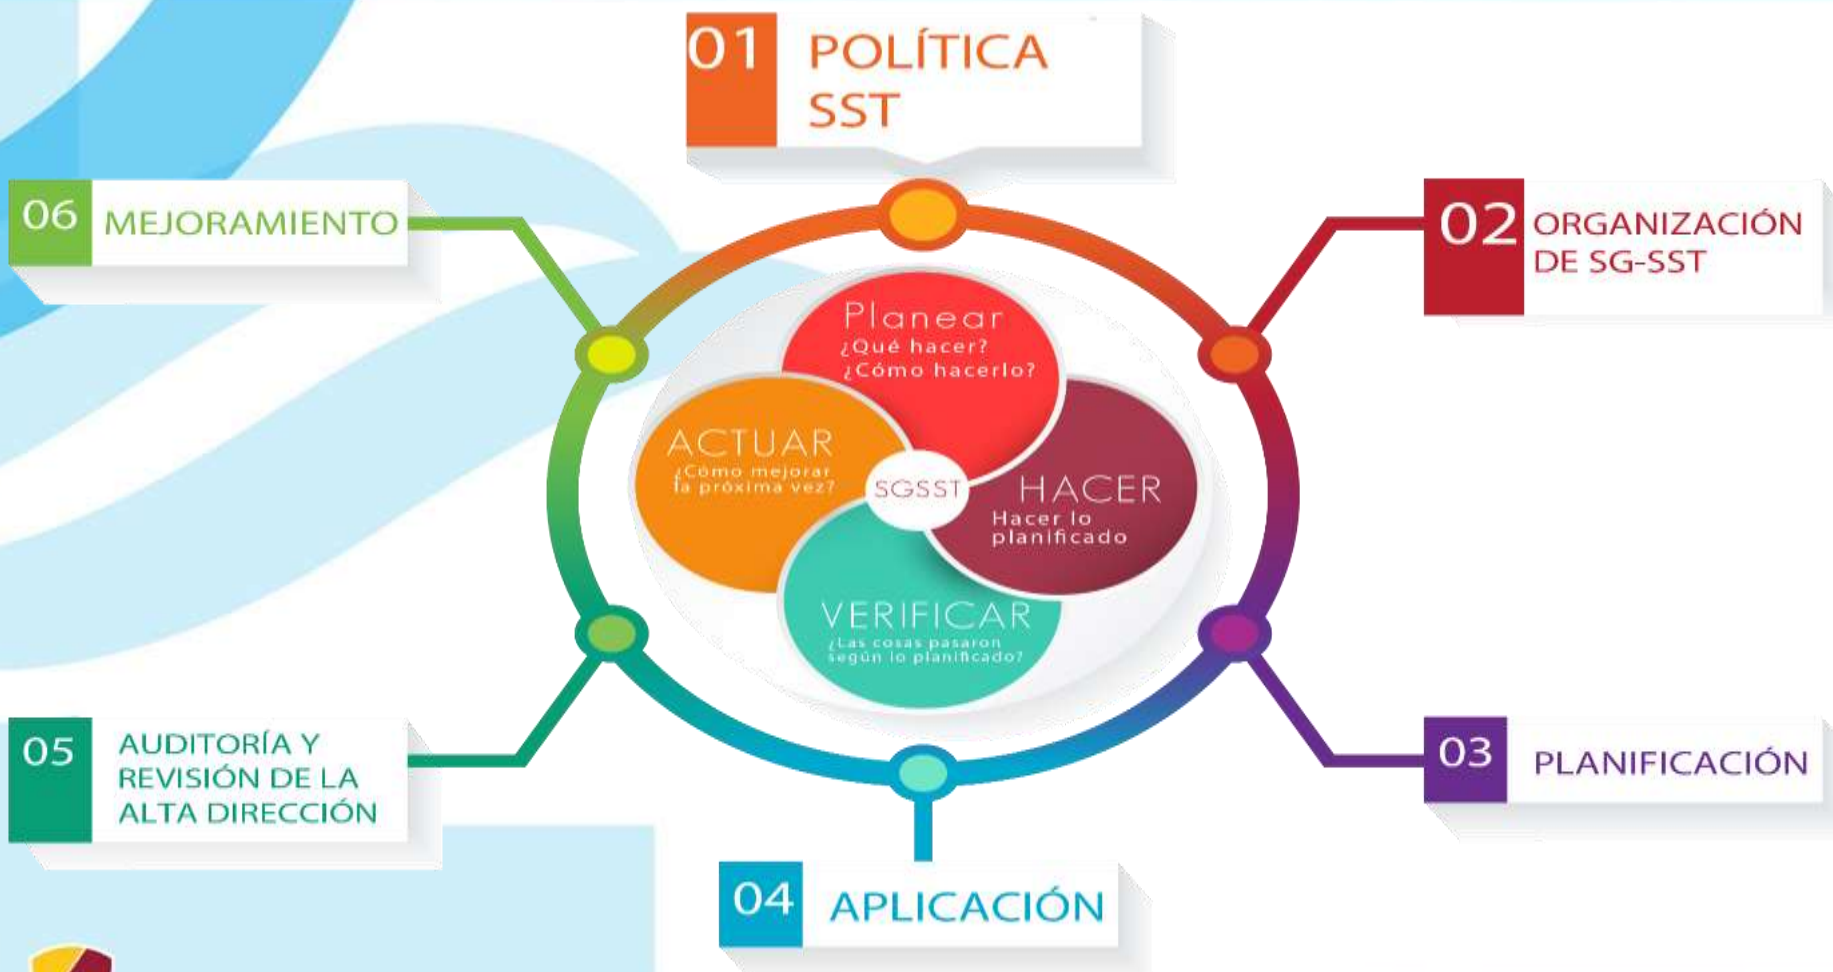 01
POLÍTICA
SST
02
ORGANIZACIÓN
DE SG-SST
03
PLANIFICACIÓN
04
APLICACIÓN
05
AUDITORÍA Y
REVISIÓN DE LA
ALTA DIRECCIÓN
06
MEJORAMIENTO
Planear
¿Qué hacer?
¿Cómo hacerlo?
HACER
Hacer lo
planificado
VERIFICAR
¿Las cosas pasaron
según lo planificado?
ACTUAR
¿Cómo mejorar
la próxima vez?
SGSST